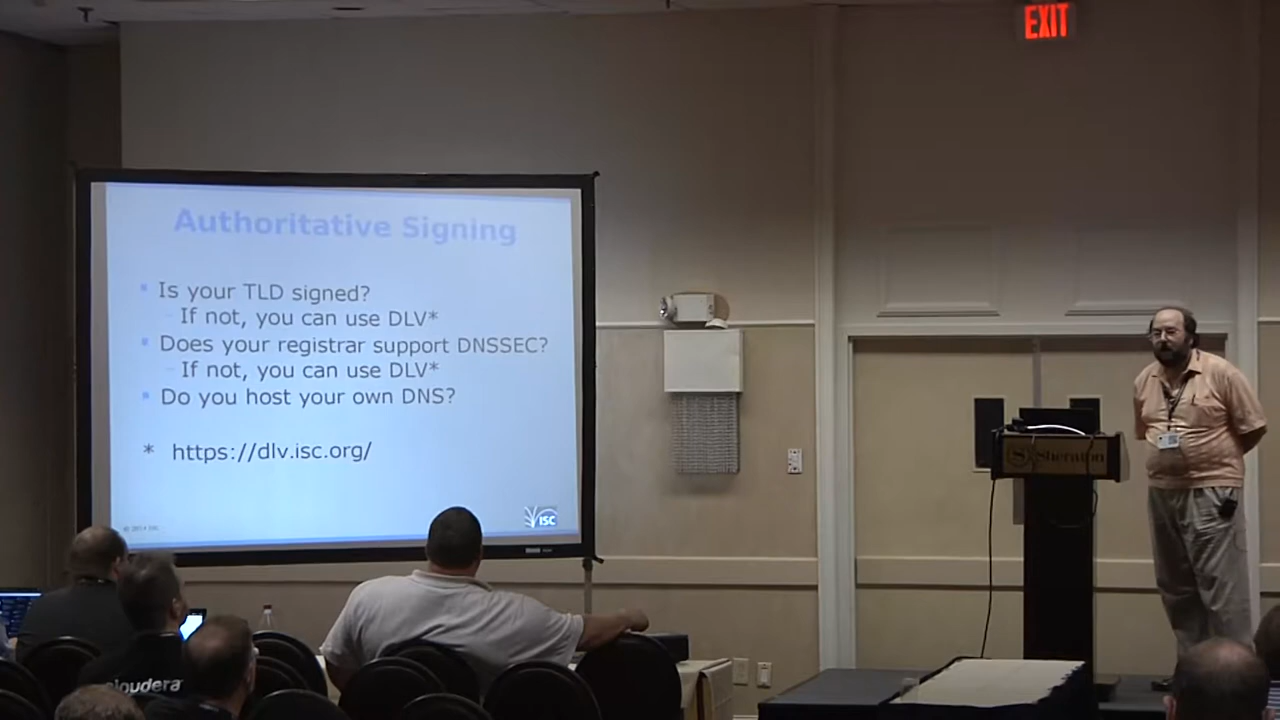 EXIT
Authoritative Signing
Is your TLD signed?
- If not, you can use DLV*
Does your registrar support DNSSEC?
- If not, you can use DLV*
Do you host your own DNS?
* https://dlv.isc.org/
ISC
Sheraton
cloudera